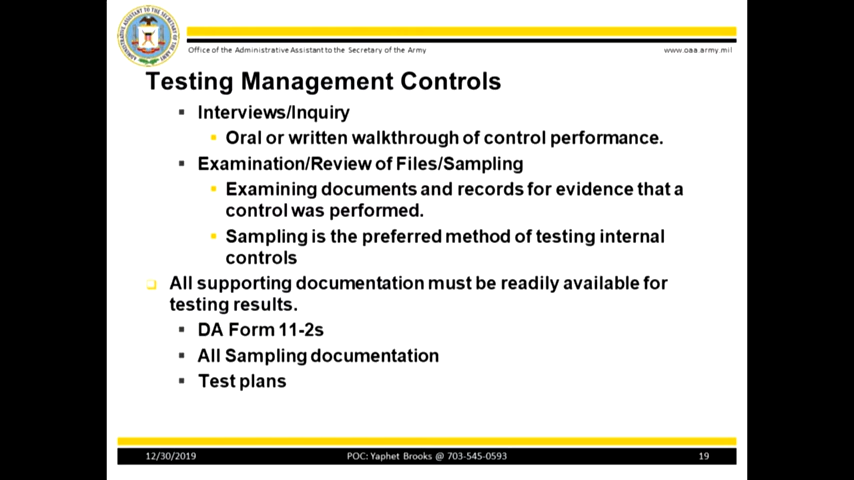 Office of the Administrative Assistant to the Secretary of the Army
www.oaa.army.mil
Testing Management Controls
Interviews/Inquiry
Oral or written walkthrough of control performance.
Examination/Review of Files/Sampling
Examining documents and records for evidence that a
control was performed.
Sampling is the preferred method of testing internal
controls
All supporting documentation must be readily available for
testing results.
DA Form 11-2s
All Sampling documentation
Test plans
12/30/2019
POC: Yaphet Brooks @ 703-545-0593
19